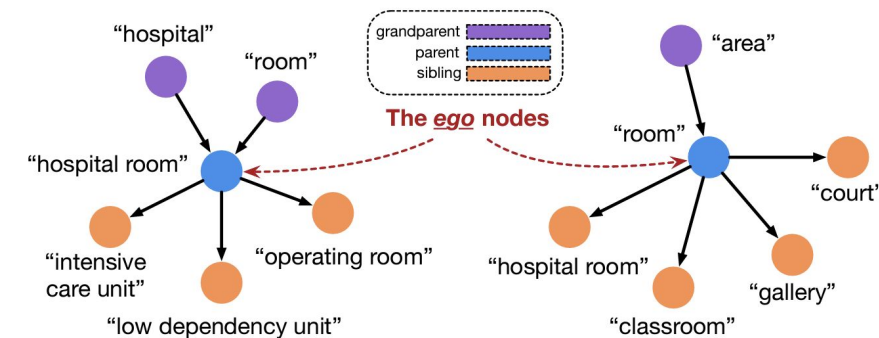 “hospital”
“room”
“hospital room”
“intensive
care unit”
“operating room”
“low dependency unit”
grandparent
parent
sibling
The ego nodes
“area”
“room”
“court’
“hospital room”
“gallery”
“classroom”